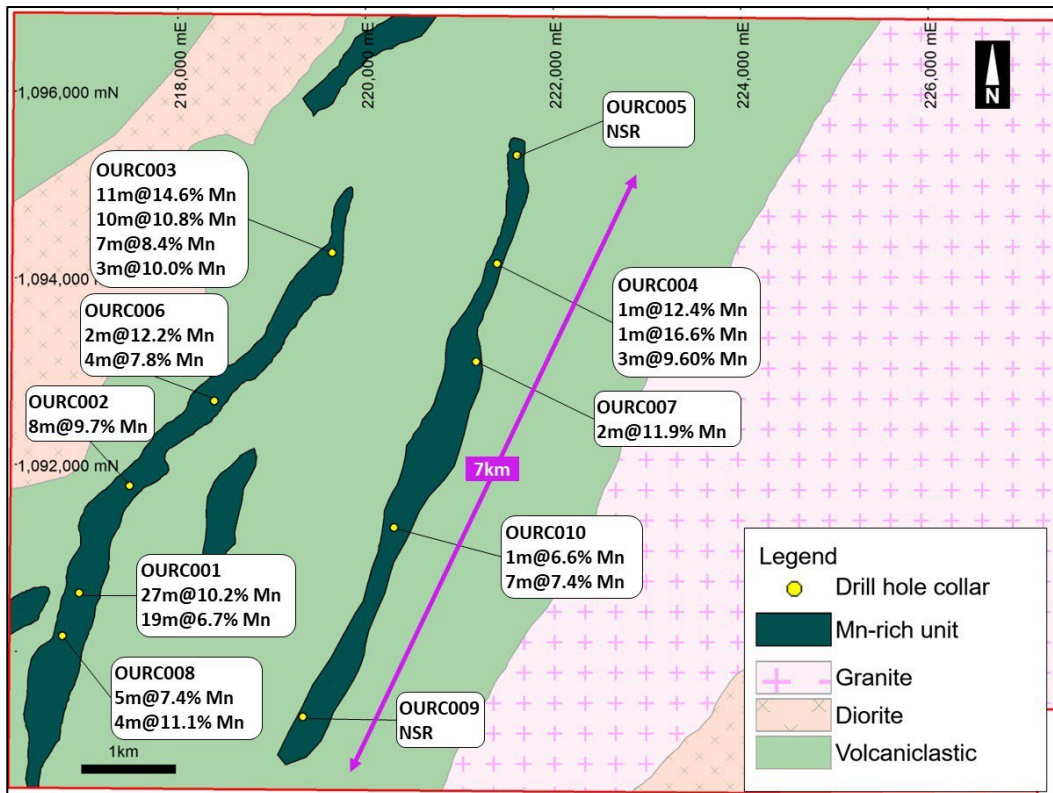 218,000 mE
220,000 mE
222,000 mE
224,000 mE
226,000 mE
1,096,000 mN
1,094,000 mN
1,092,000 mN
N
OURC005
NSR
OURC003
11m@14.6% Mn
10m@10.8% Mn
7m@8.4% Mn
3m@10.0% Mn
OURC004
1m@12.4% Mn
1m@16.6% Mn
3m@9.60% Mn
OURC006
2m@12.2% Mn
4m@7.8% Mn
OURC007
2m@11.9% Mn
OURC002
8m@9.7% Mn
7km
OURC010
1m@6.6% Mn
7m@7.4% Mn
OURC001
27m@10.2% Mn
19m@6.7% Mn
OURC008
5m@7.4% Mn
4m@11.1% Mn
OURC009
NSR
1km
Legend
Drill hole collar
Mn-rich unit
Granite
Diorite
Volcaniclastic